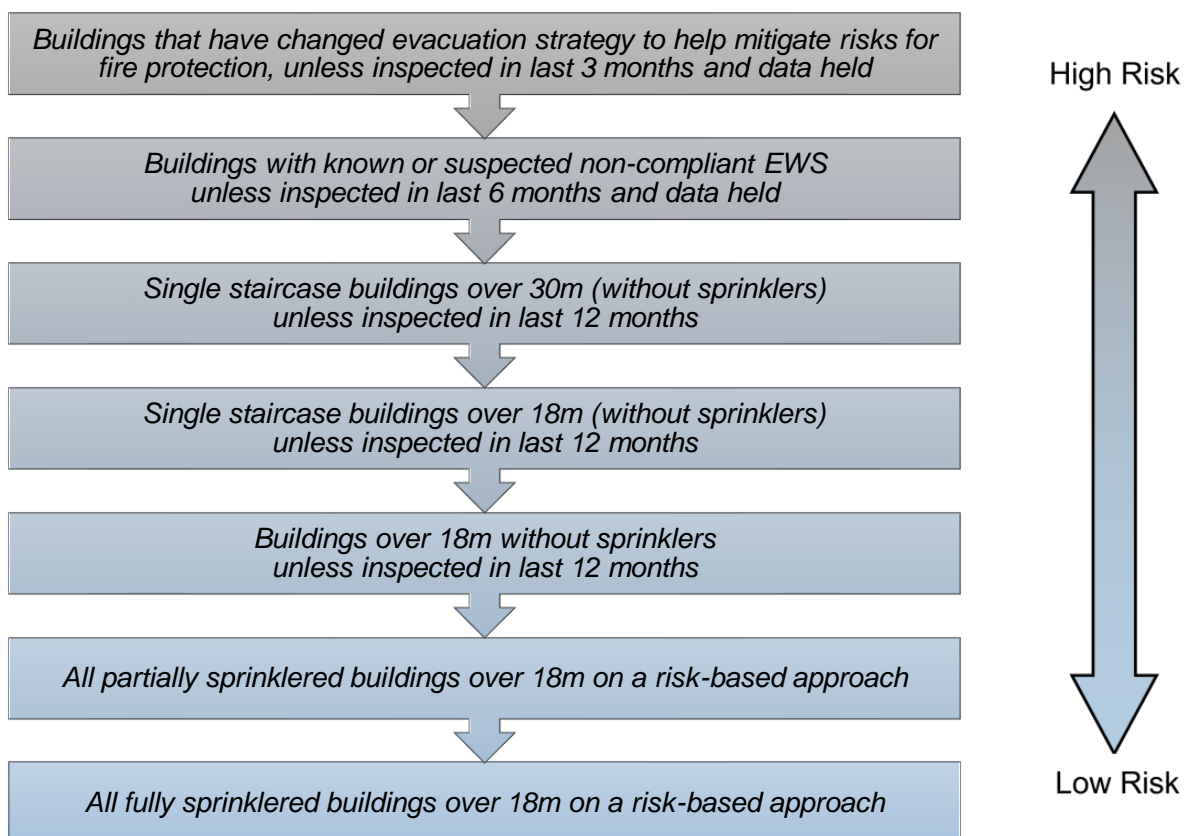 Buildings that have changed evacuation strategy to help mitigate risks for
fire protection, unless inspected in last 3 months and data held
High Risk
Buildings with known or suspected non-compliant EWS
unless inspected in last 6 months and data held
Single staircase buildings over 30m (without sprinklers)
unless inspected in last 12 months
Single staircase buildings over 18m (without sprinklers)
unless inspected in last 12 months
Buildings over 18m without sprinklers
unless inspected in last 12 months
All partially sprinklered buildings over 18m on a risk-based approach
All fully sprinklered buildings over 18m on a risk-based approach
Low Risk